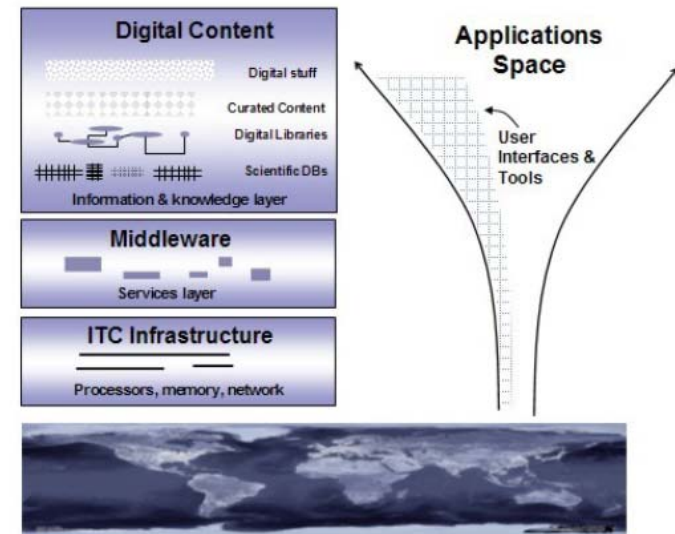 Digital Content
Digital stuff
Curated Content
Digital Libraries
Scientific DBs
Information & knowledge layer
Middleware
Services layer
ITC Infrastructure
Processors, memory, network
Applications
Space
User
Interfaces &
Tools